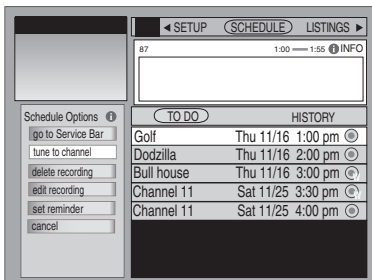 ◄ SETUP SCHEDULE LISTINGS ►
87 1:00 — 1:55 INFO
Schedule Options
go to Service Bar
tune to channel
delete recording
edit recording
set reminder
cancel
TO DO HISTORY
Golf Thu 11/16 1:00 pm
Dodzilla Thu 11/16 2:00 pm
Bull house Thu 11/16 3:00 pm
Channel 11 Sat 11/25 3:30 pm
Channel 11 Sat 11/25 4:00 pm